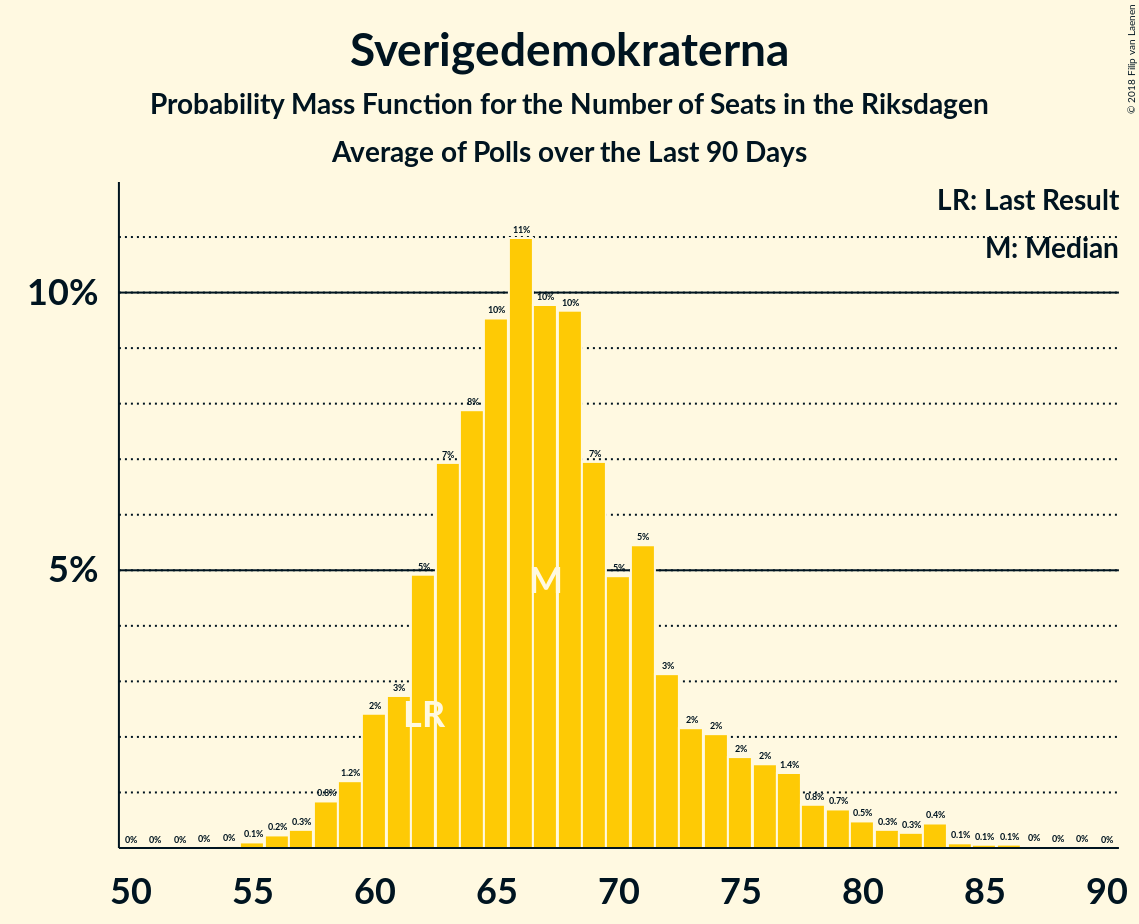 Sverigedemokraterna
Probability Mass Function for the Number of Seats in the Riksdagen
Average of Polls over the Last 90 Days
© 2018 Filip van Laenen
LR: Last Result
M: Median
10%
5%
0% 0% 0% 0% 0% 0.1% 0.2% 0.3% 0.8% 1.2% 2% 3% 5% 7% 8% 10% 11% 10% 10% 7% 5% 5% 3% 2% 2% 2% 2% 1.4% 0.8% 0.7% 0.5% 0.3% 0.3% 0.4% 0.1% 0.1% 0.1% 0% 0% 0% 0%
LR
M
50 55 60 65 70 75 80 85 90